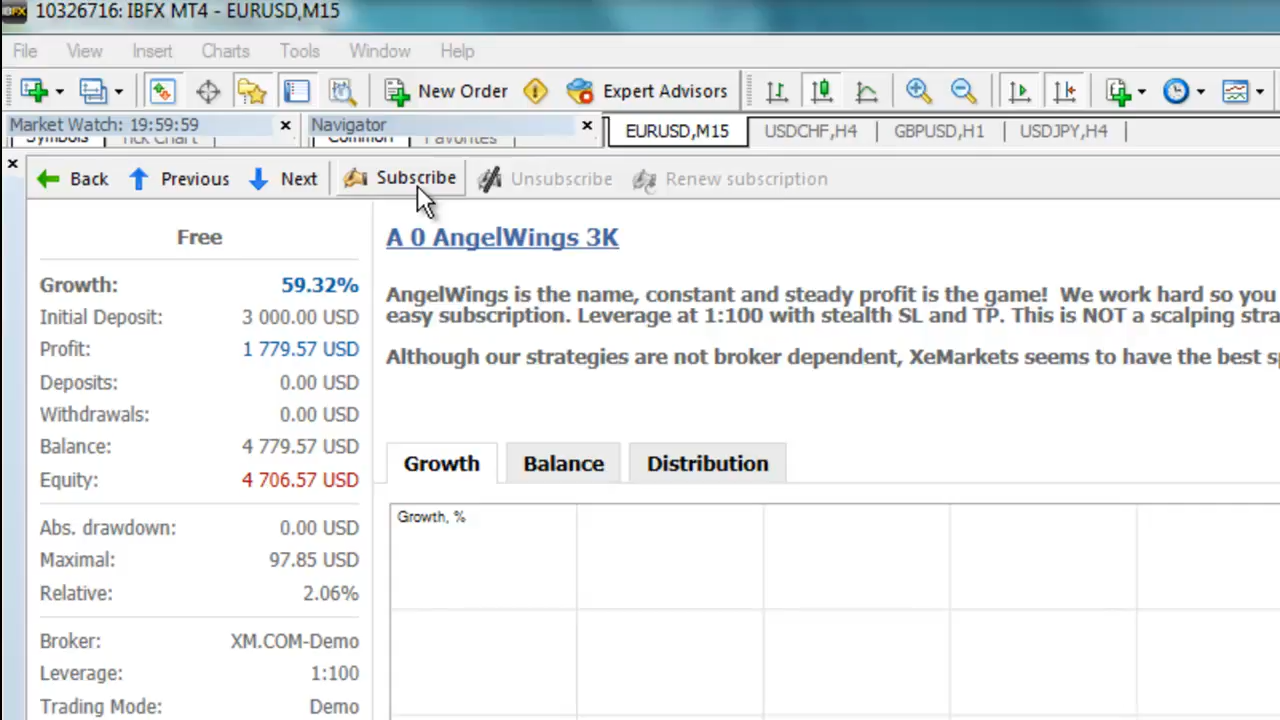 10326716: IBFX MT4 - EURUSD,M15
File View Insert Charts Tools Window Help
New Order Expert Advisors
Market Watch: 19:59:59 Navigator EURUSD,M15 USDCHF,H4 GBPUSD,H1 USDJPY,H4
Symbols Tick Chart Common Favorites
Back Previous Next Subscribe Unsubscribe Renew subscription
Free
Growth: 59.32%
Initial Deposit: 3 000.00 USD
Profit: 1 779.57 USD
Deposits: 0.00 USD
Withdrawals: 0.00 USD
Balance: 4 779.57 USD
Equity: 4 706.57 USD
Abs. drawdown: 0.00 USD
Maximal: 97.85 USD
Relative: 2.06%
Broker: XM.COM-Demo
Leverage: 1:100
Trading Mode: Demo
A 0 AngelWings 3K
AngelWings is the name, constant and steady profit is the game! We work hard so you
easy subscription. Leverage at 1:100 with stealth SL and TP. This is NOT a scalping stra
Although our strategies are not broker dependent, XeMarkets seems to have the best sp
Growth Balance Distribution
Growth, %